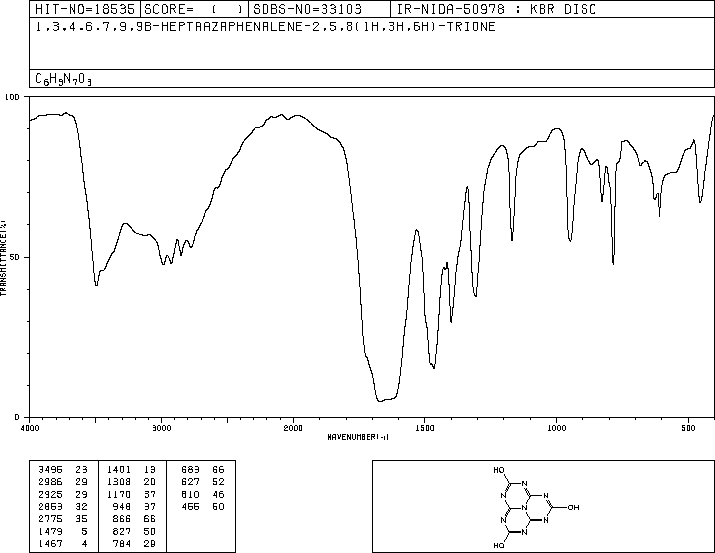 HIT-NO=18535 SCORE= ( ) SDBS-NO=33103 IR-NIDA-50978 : KBR DISC
1,3,4,6,7,9,9B-HEPTAAZAPHENALENE-2,5,8(1H,3H,6H)-TRIONE
C6H3N7O3
100
50
0
TRANSMITTANCE(%)
4000 3000 2000 1500 1000 500
WAVENUMBER(-1)
3495 23 1401 19 683 66
2986 29 1308 20 627 52
2925 29 1170 37 610 46
2853 32 948 37 455 60
2775 35 866 66
1479 5 827 50
1467 4 784 29
HO
N N
N N
N OH
N
N
HO